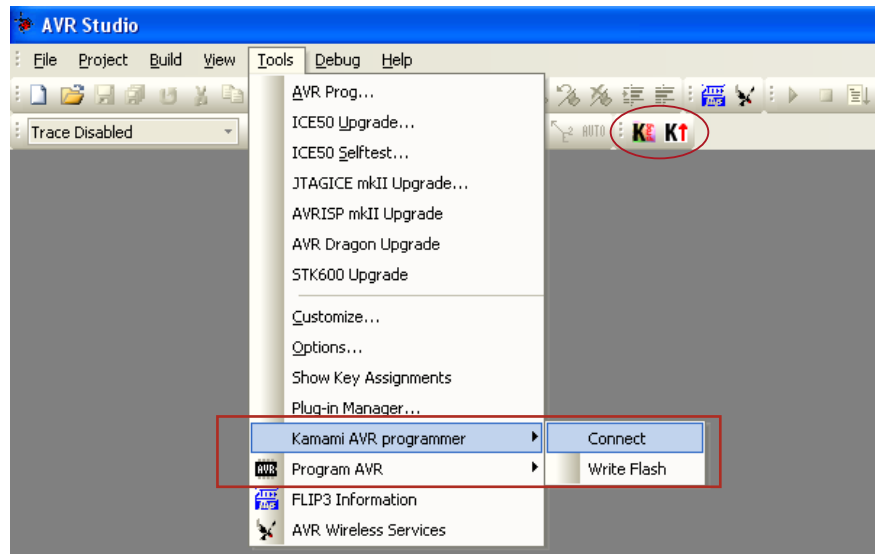 AVR Studio
File Project Build View Tools Debug Help
Trace Disabled AUTO K K
AVR Prog...
ICE50 Upgrade...
ICE50 Selftest...
JTAGICE mkII Upgrade...
AVRISP mkII Upgrade
AVR Dragon Upgrade
STK600 Upgrade
Customize...
Options...
Show Key Assignments
Plug-in Manager...
Kamami AVR programmer Connect
AVR Program AVR Write Flash
FLIP3 Information
AVR Wireless Services